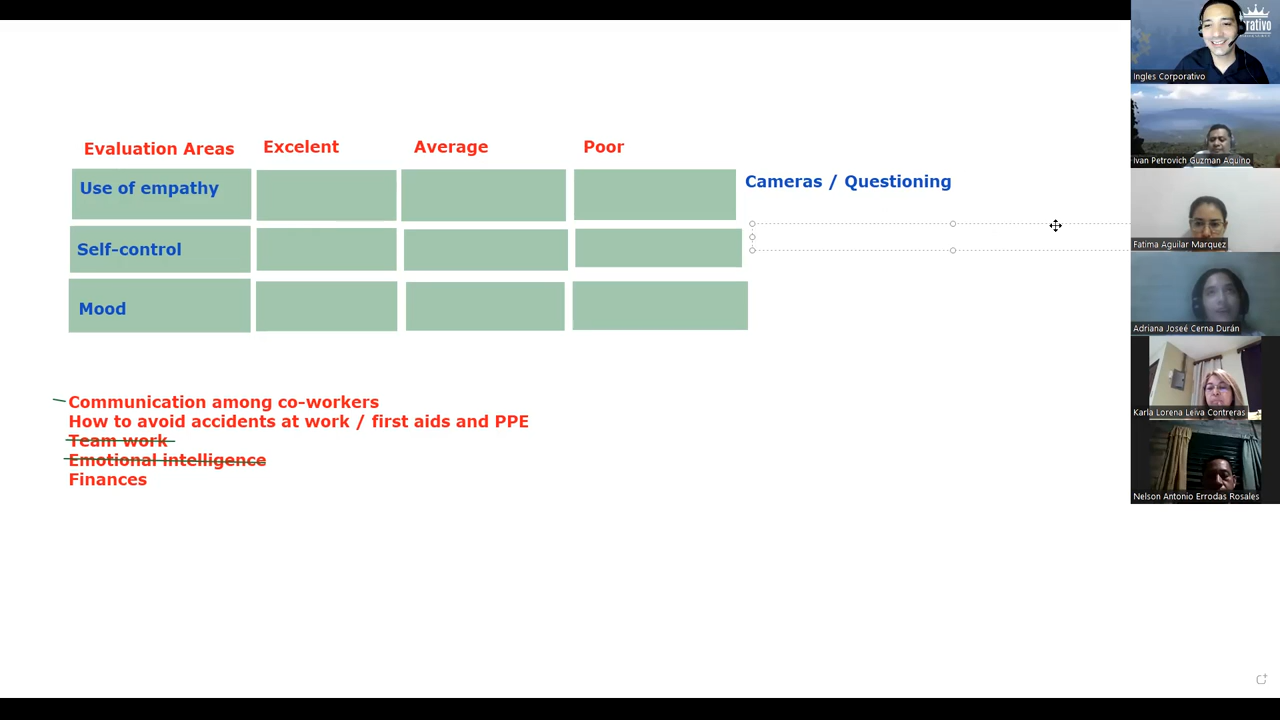 Evaluation Areas Excelent Average Poor
Use of empathy
Cameras / Questioning
Self-control
Mood
Communication among co-workers
How to avoid accidents at work / first aids and PPE
Team work
Emotional intelligence
Finances
rativo
Ingles Corporativo
Ivan Petrovich Guzman Aquino
Fatima Aguilar Marquez
Adriana Joseé Cerna Durán
Karla Lorena Leiva Contreras
Nelson Antonio Errodas Rosales